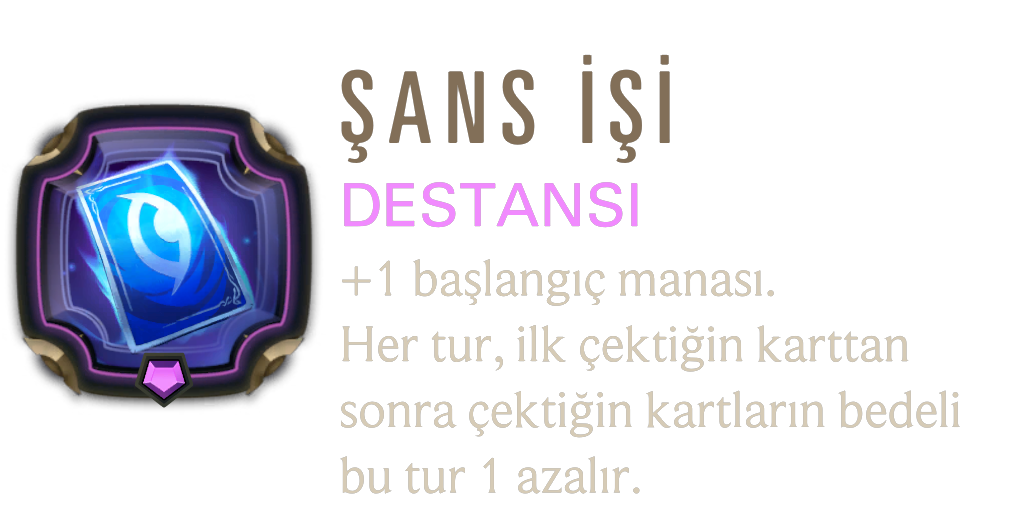 ŞANS İŞİ
DESTANSI
+1 başlangıç manası.
Her tur, ilk çektiğin karttan
sonra çektiğin kartların bedeli
bu tur 1 azalır.